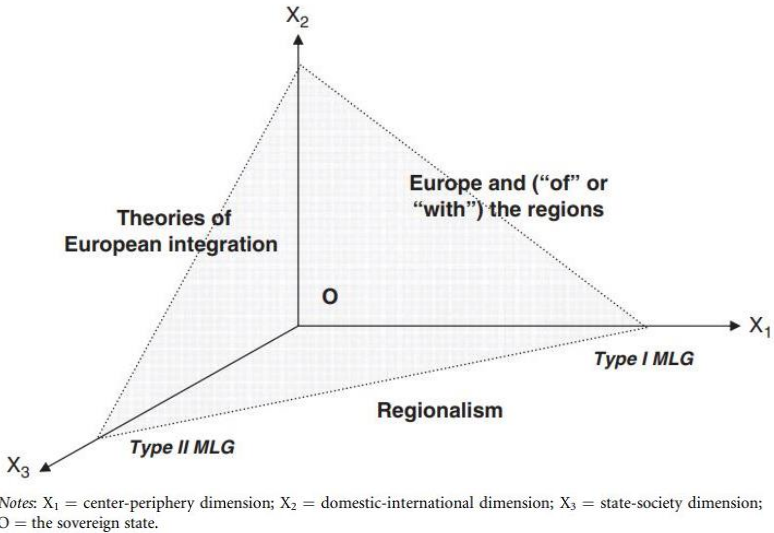 X2
Europe and (“of” or
“with”) the regions
Theories of
European integration
O
X1
Type I MLG
Regionalism
Type II MLG
X3
Notes: X1 = center-periphery dimension; X2 = domestic-international dimension; X3 = state-society dimension;
O = the sovereign state.